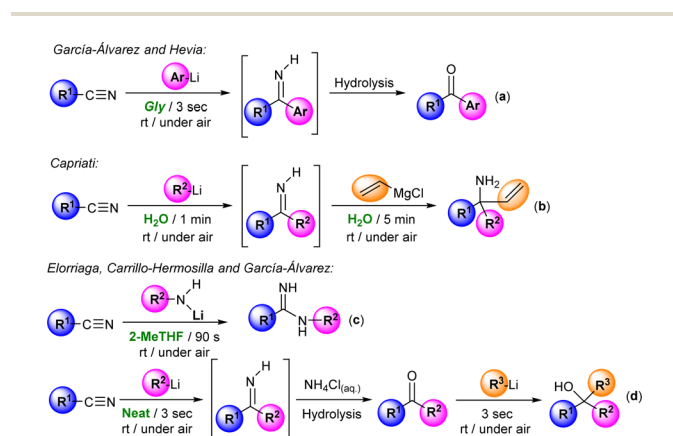 García-Álvarez and Hevia:
R¹-C≡N
Ar-Li
Gly / 3 sec
rt / under air
N H
R¹ Ar
Hydrolysis
O
R¹ Ar
(a)
Capriati:
R¹-C≡N
R²-Li
H₂O / 1 min
rt / under air
N H
R¹ R²
MgCl
H₂O / 5 min
rt / under air
NH₂
R¹ R²
(b)
Elorriaga, Carrillo-Hermosilla and García-Álvarez:
R¹-C≡N
R²-N H
Li
2-MeTHF / 90 s
rt / under air
NH
R¹ N-R²
H
(c)
R¹-C≡N
R²-Li
Neat / 3 sec
rt / under air
N H
R¹ R²
NH₄Cl(aq.)
Hydrolysis
O
R¹ R²
R³-Li
3 sec
rt / under air
HO R³
R¹ R²
(d)